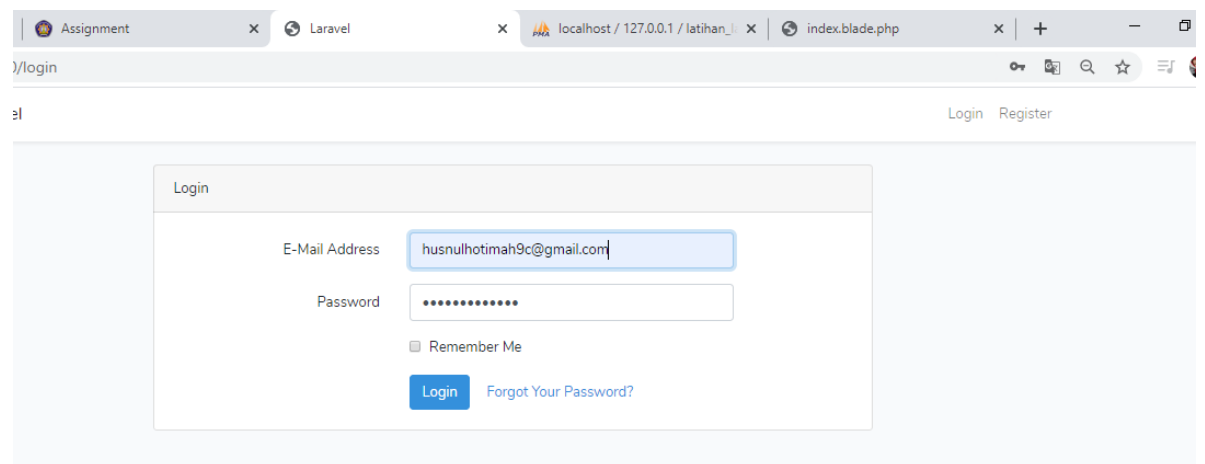 Assignment Laravel localhost / 127.0.0.1 / latihan_l index.blade.php
)/login
el
Login Register
Login
E-Mail Address husnulhotimah9c@gmail.com
Password •••••••••••••
Remember Me
Login Forgot Your Password?